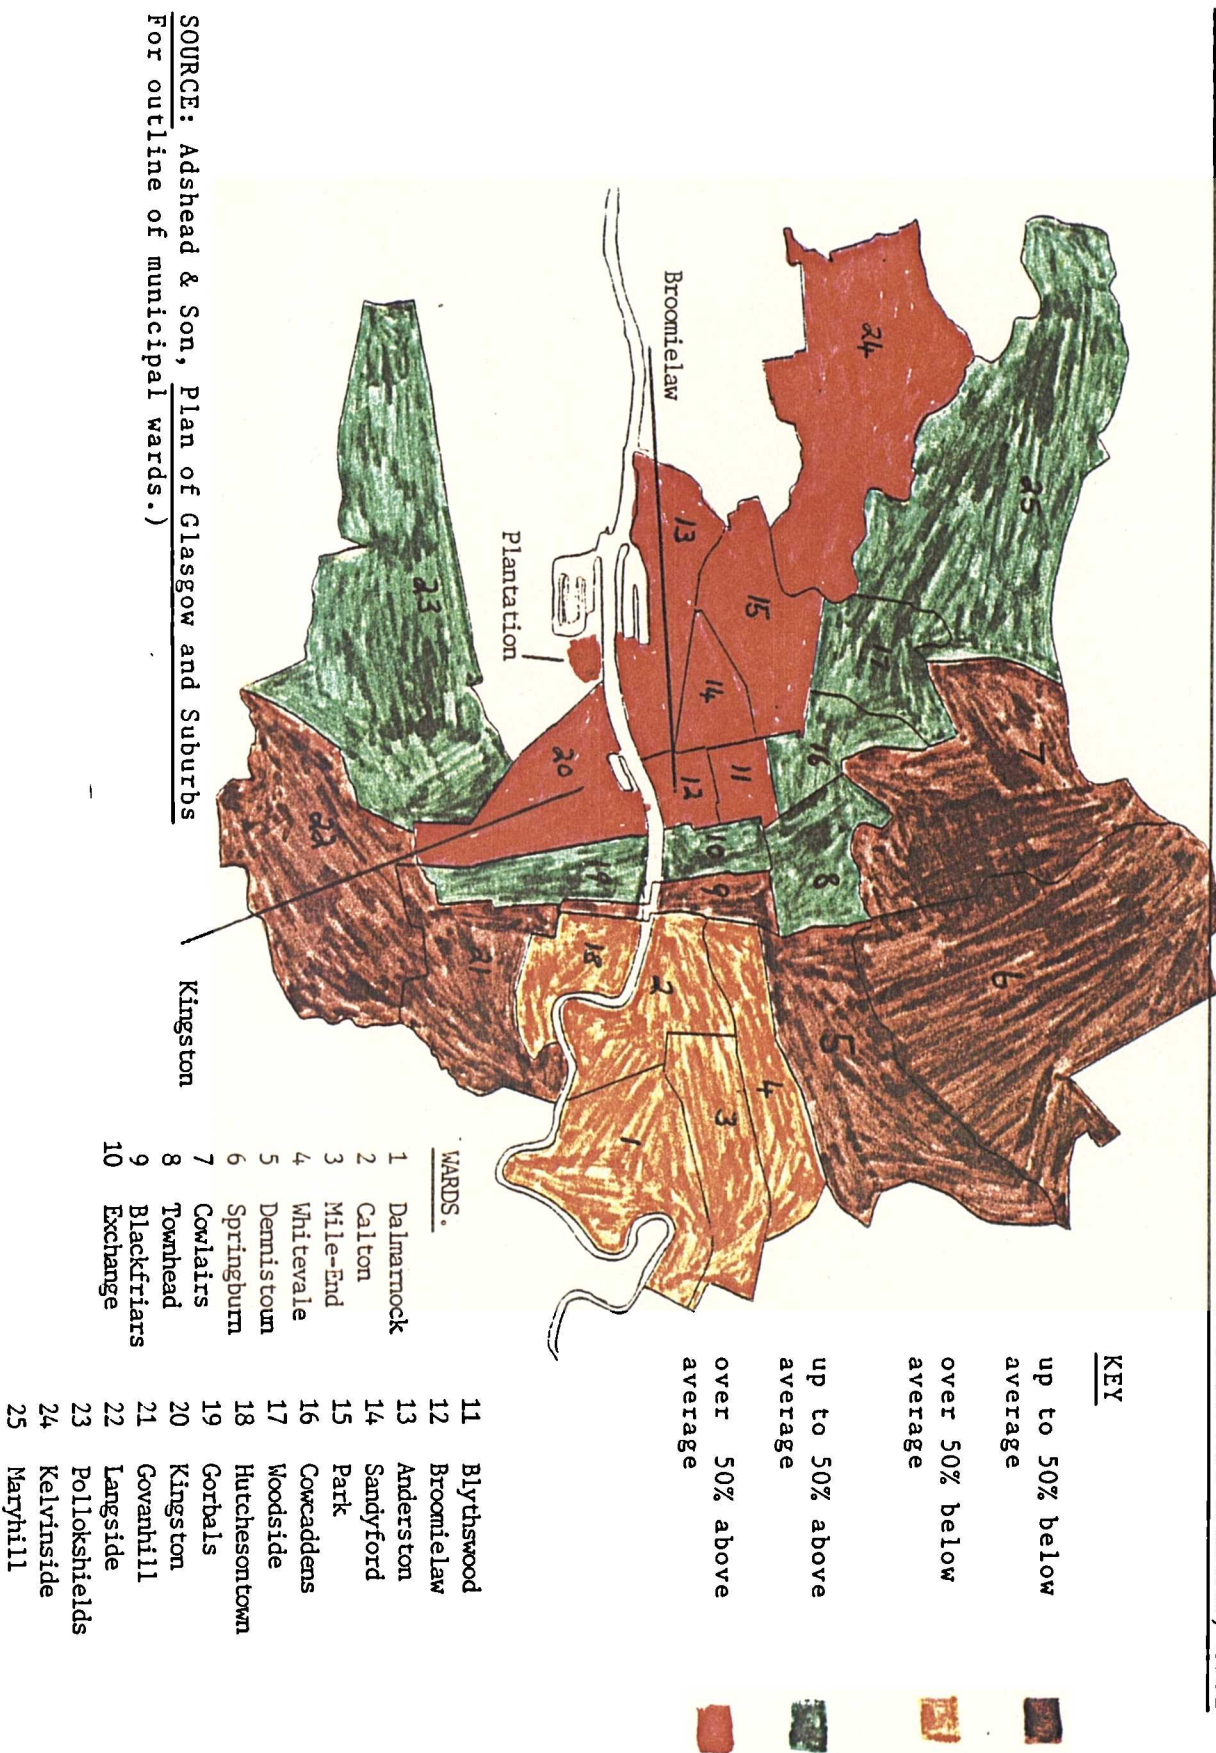 KEY
up to 50% below
average
over 50% below
average
up to 50% above
average
over 50% above
average
Broomielaw
Plantation
Kingston
24
25
13
15
14
17
16
7
11
12
10
8
9
6
5
4
3
2
1
18
19
20
21
22
23
WARDS.
1 Dalmarnock
2 Calton
3 Mile-End
4 Whitevale
5 Dennistoun
6 Springburn
7 Cowlairs
8 Townhead
9 Blackfriars
10 Exchange
11 Blythswood
12 Broomielaw
13 Anderston
14 Sandyford
15 Park
16 Cowcaddens
17 Woodside
18 Hutchesontown
19 Gorbals
20 Kingston
21 Govanhill
22 Langside
23 Pollokshields
24 Kelvinside
25 Maryhill
SOURCE: Adshead & Son, Plan of Glasgow and Suburbs
For outline of municipal wards.)